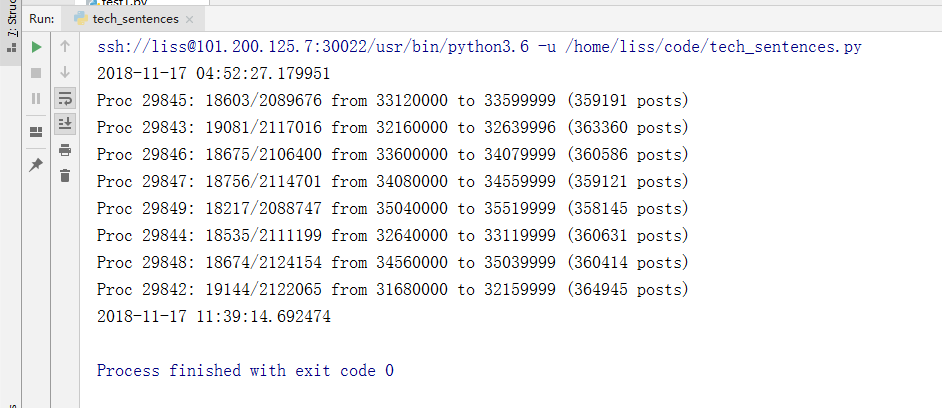 test1.py
Run: tech_sentences
ssh://liss@101.200.125.7:30022/usr/bin/python3.6 -u /home/liss/code/tech_sentences.py
2018-11-17 04:52:27.179951
Proc 29845: 18603/2089676 from 33120000 to 33599999 (359191 posts)
Proc 29843: 19081/2117016 from 32160000 to 32639996 (363360 posts)
Proc 29846: 18675/2106400 from 33600000 to 34079999 (360586 posts)
Proc 29847: 18756/2114701 from 34080000 to 34559999 (359121 posts)
Proc 29849: 18217/2088747 from 35040000 to 35519999 (358145 posts)
Proc 29844: 18535/2111199 from 32640000 to 33119999 (360631 posts)
Proc 29848: 18674/2124154 from 34560000 to 35039999 (360414 posts)
Proc 29842: 19144/2122065 from 31680000 to 32159999 (364945 posts)
2018-11-17 11:39:14.692474
Process finished with exit code 0